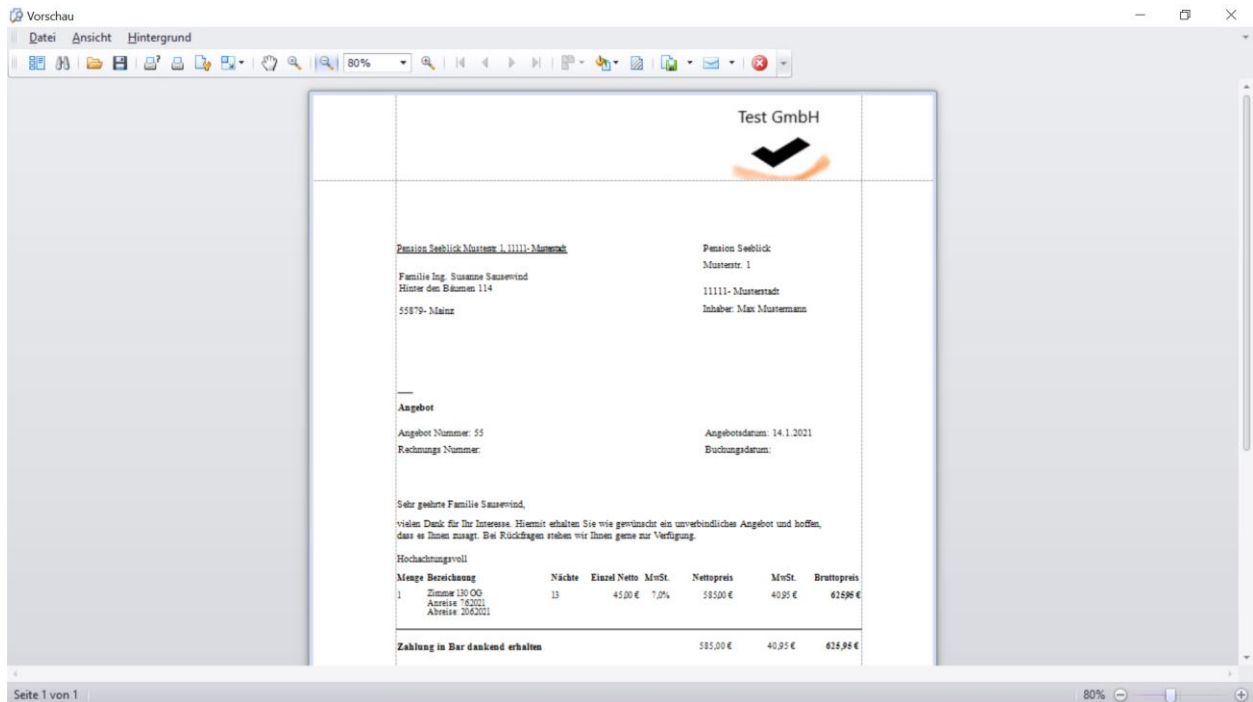 Vorschau
Datei Ansicht Hintergrund
80%
Test GmbH
Pension Seeblick Musterstr. 1, 11111- Musterstadt
Pension Seeblick
Musterstr. 1
Familie Ing. Susanne Sausewind
Hinter den Bäumen 114
11111- Musterstadt
55879- Mainz
Inhaber: Max Mustermann
Angebot
Angebot Nummer: 55
Angebotsdatum: 14.1.2021
Rechnungs Nummer:
Buchungsdatum:
Sehr geehrte Familie Sausewind,
vielen Dank für Ihr Interesse. Hiermit erhalten Sie wie gewünscht ein unverbindliches Angebot und hoffen,
dass es Ihnen zusagt. Bei Rückfragen stehen wir Ihnen gerne zur Verfügung.
Hochachtungsvoll
Menge Bezeichnung Nächte Einzel Netto MwSt. Nettopreis MwSt. Bruttopreis
1 Zimmer 130 OG 13 45,00 € 7,0% 585,00 € 40,95 € 625,95 €
Anreise: 7.6.2021
Abreise: 20.6.2021
Zahlung in Bar dankend erhalten 585,00 € 40,95 € 625,95 €
Seite 1 von 1
80%